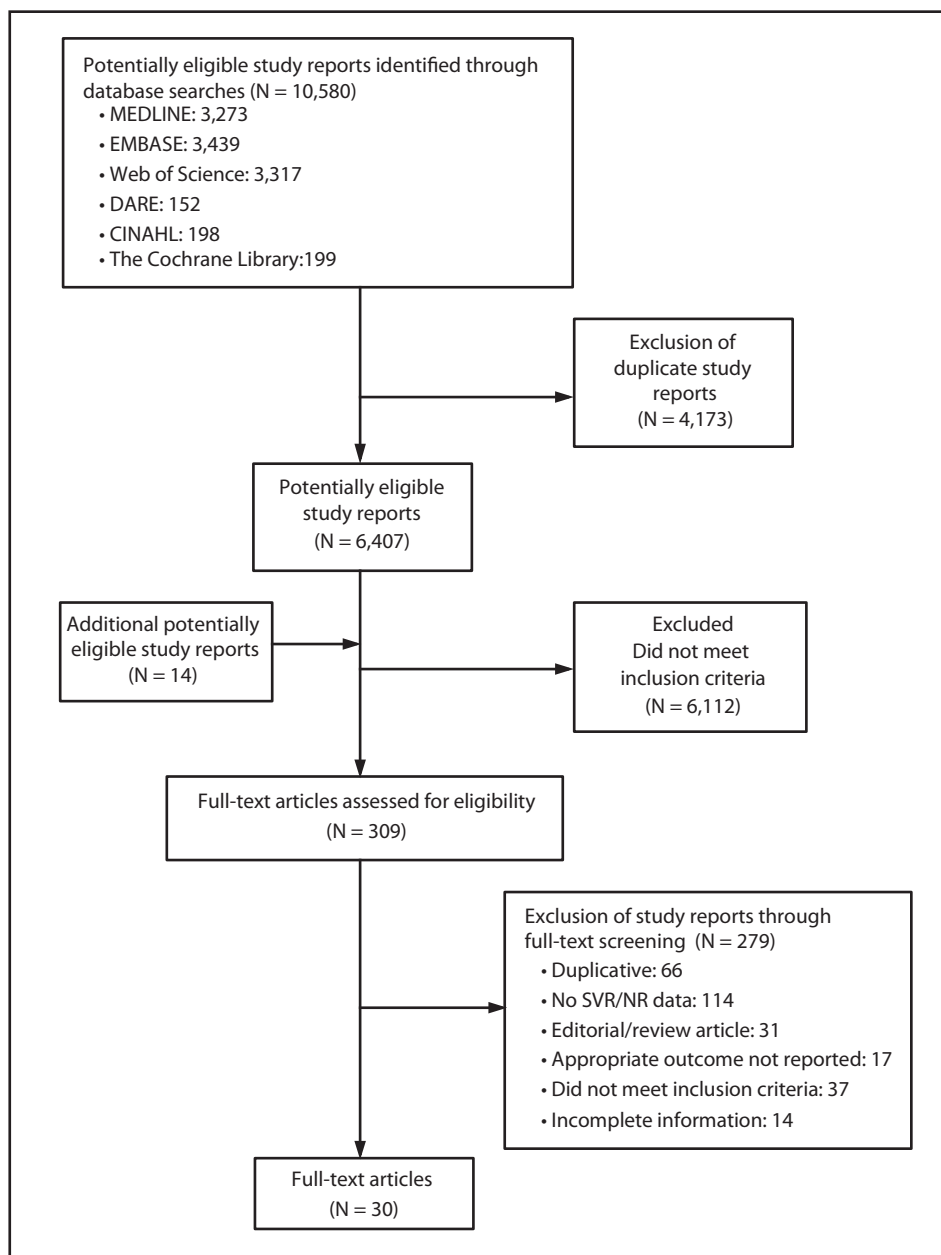 Potentially eligible study reports identified through
database searches (N = 10,580)
• MEDLINE: 3,273
• EMBASE: 3,439
• Web of Science: 3,317
• DARE: 152
• CINAHL: 198
• The Cochrane Library:199
Exclusion of
duplicate study
reports
(N = 4,173)
Potentially eligible
study reports
(N = 6,407)
Additional potentially
eligible study reports
(N = 14)
Excluded
Did not meet
inclusion criteria
(N = 6,112)
Full-text articles assessed for eligibility
(N = 309)
Exclusion of study reports through
full-text screening (N = 279)
• Duplicative: 66
• No SVR/NR data: 114
• Editorial/review article: 31
• Appropriate outcome not reported: 17
• Did not meet inclusion criteria: 37
• Incomplete information: 14
Full-text articles
(N = 30)